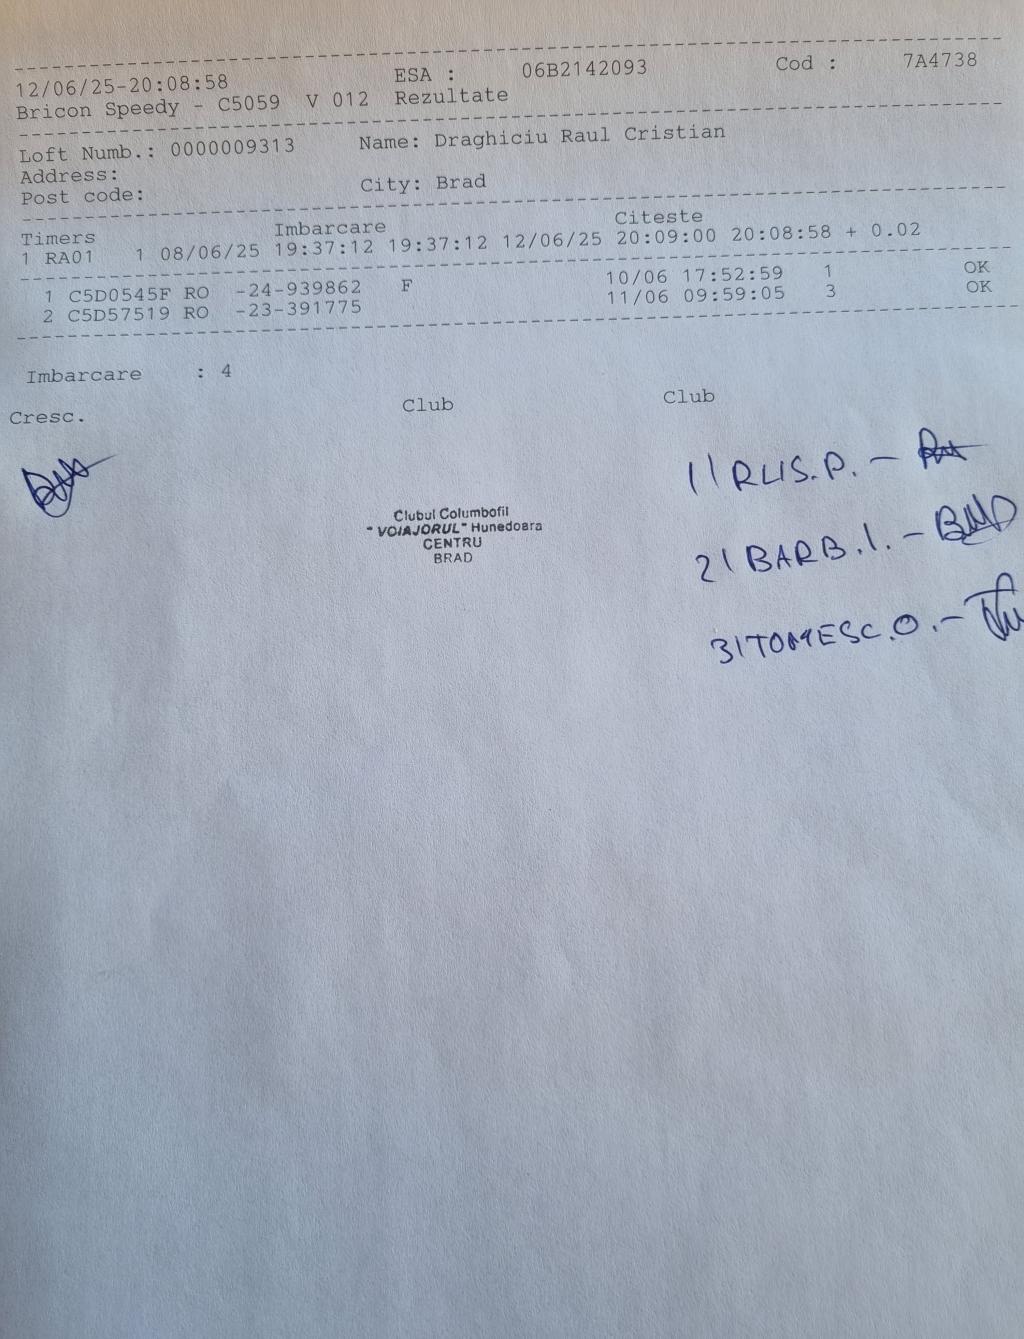 12/06/25-20:08:58 ESA : 06B2142093 Cod : 7A4738
Bricon Speedy - C5059 V 012 Rezultate
Loft Numb.: 0000009313 Name: Draghiciu Raul Cristian
Address:
Post code: City: Brad
Timers Imbarcare Citeste
1 RA01 1 08/06/25 19:37:12 19:37:12 12/06/25 20:09:00 20:08:58 + 0.02
1 C5D0545F RO -24-939862 F 10/06 17:52:59 1 OK
2 C5D57519 RO -23-391775 11/06 09:59:05 3 OK
Imbarcare : 4
Cresc. Club Club
1/ RUS.P. -
Clubul Columbofil
"VOIAJORUL" Hunedoara
CENTRU
BRAD
2/ BARB.I. -
3/ TOMESC.O. -